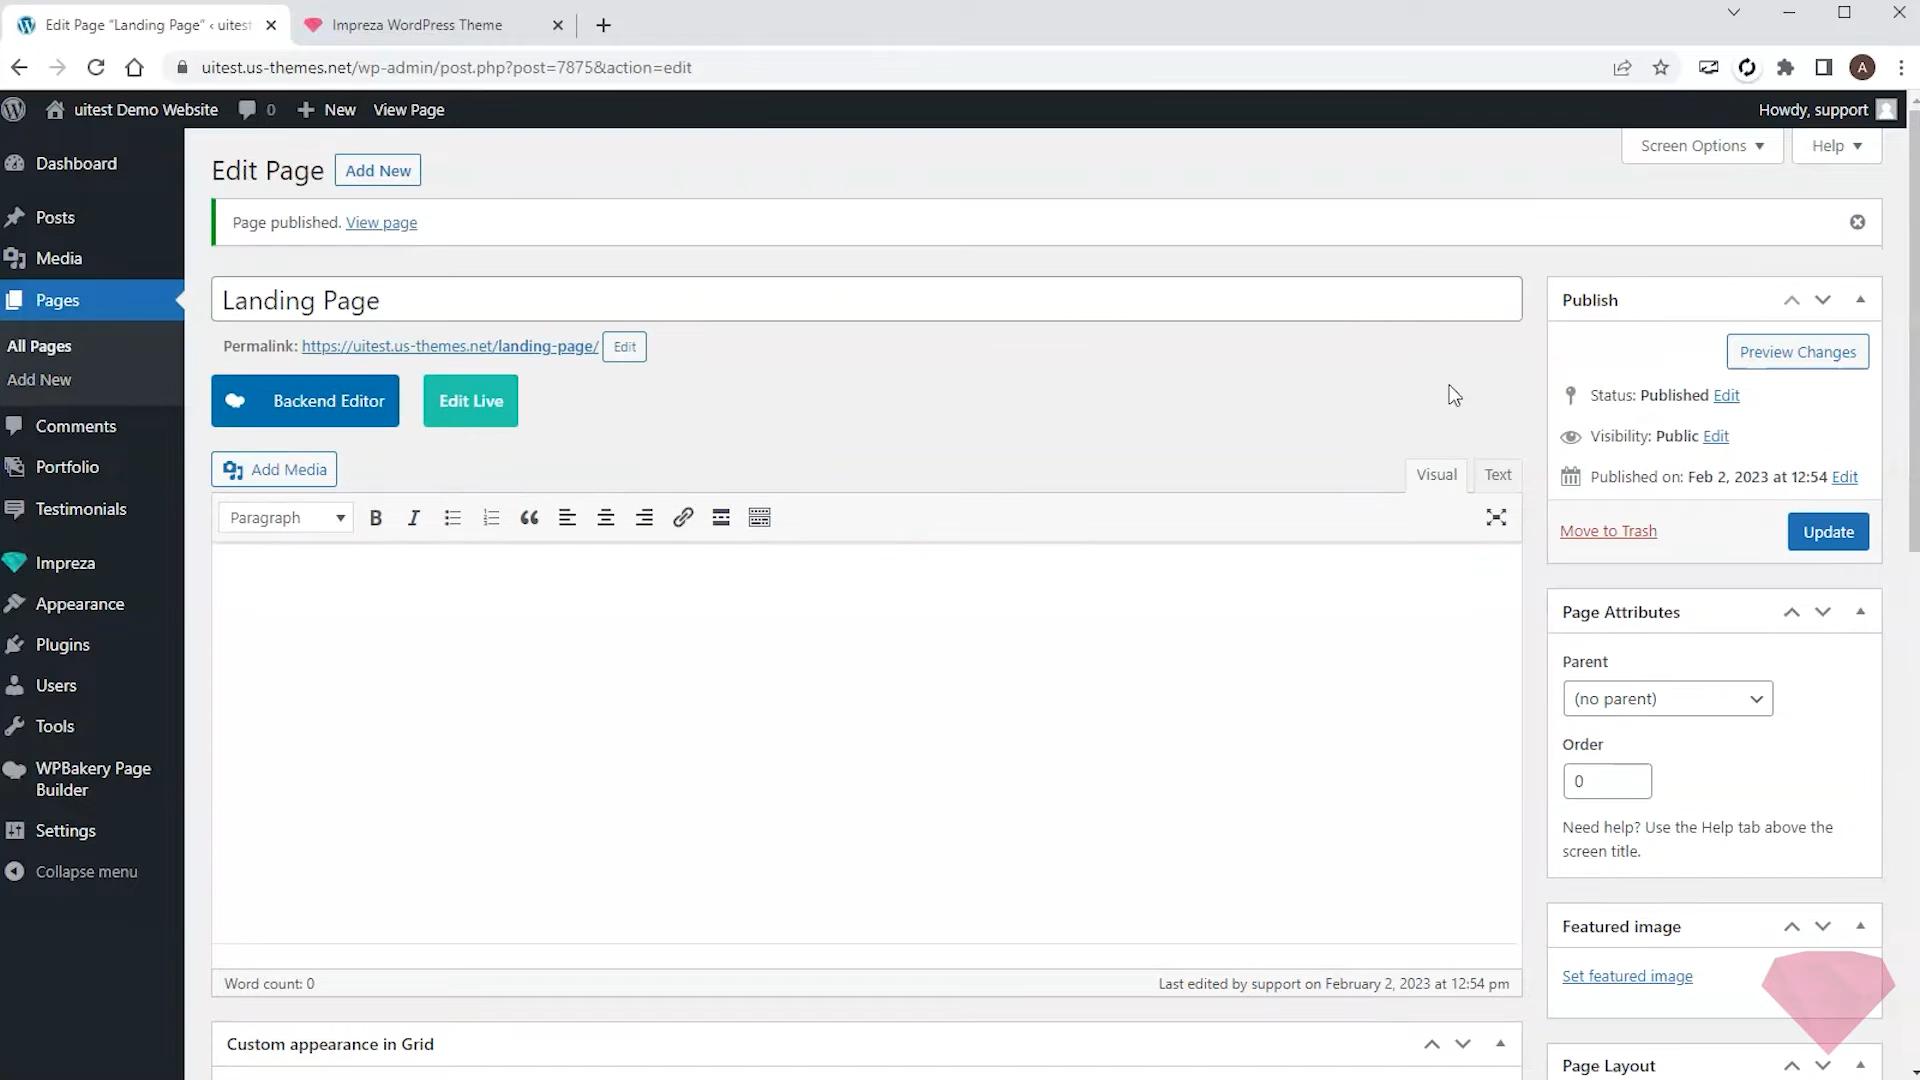 Edit Page “Landing Page” ‹ uitest
Impreza WordPress Theme
uitest.us-themes.net/wp-admin/post.php?post=7875&action=edit
A
uitest Demo Website
0
New
View Page
Howdy, support
Dashboard
Posts
Media
Pages
All Pages
Add New
Comments
Portfolio
Testimonials
Impreza
Appearance
Plugins
Users
Tools
WPBakery Page
Builder
Settings
Collapse menu
Screen Options
Help
Edit Page
Add New
Page published. View page
Landing Page
Permalink: https://uitest.us-themes.net/landing-page/ Edit
Backend Editor
Edit Live
Add Media
Visual
Text
Paragraph
B
I
Word count: 0
Last edited by support on February 2, 2023 at 12:54 pm
Custom appearance in Grid
Publish
Preview Changes
Status: Published Edit
Visibility: Public Edit
Published on: Feb 2, 2023 at 12:54 Edit
Move to Trash
Update
Page Attributes
Parent
(no parent)
Order
0
Need help? Use the Help tab above the
screen title.
Featured image
Set featured image
Page Layout